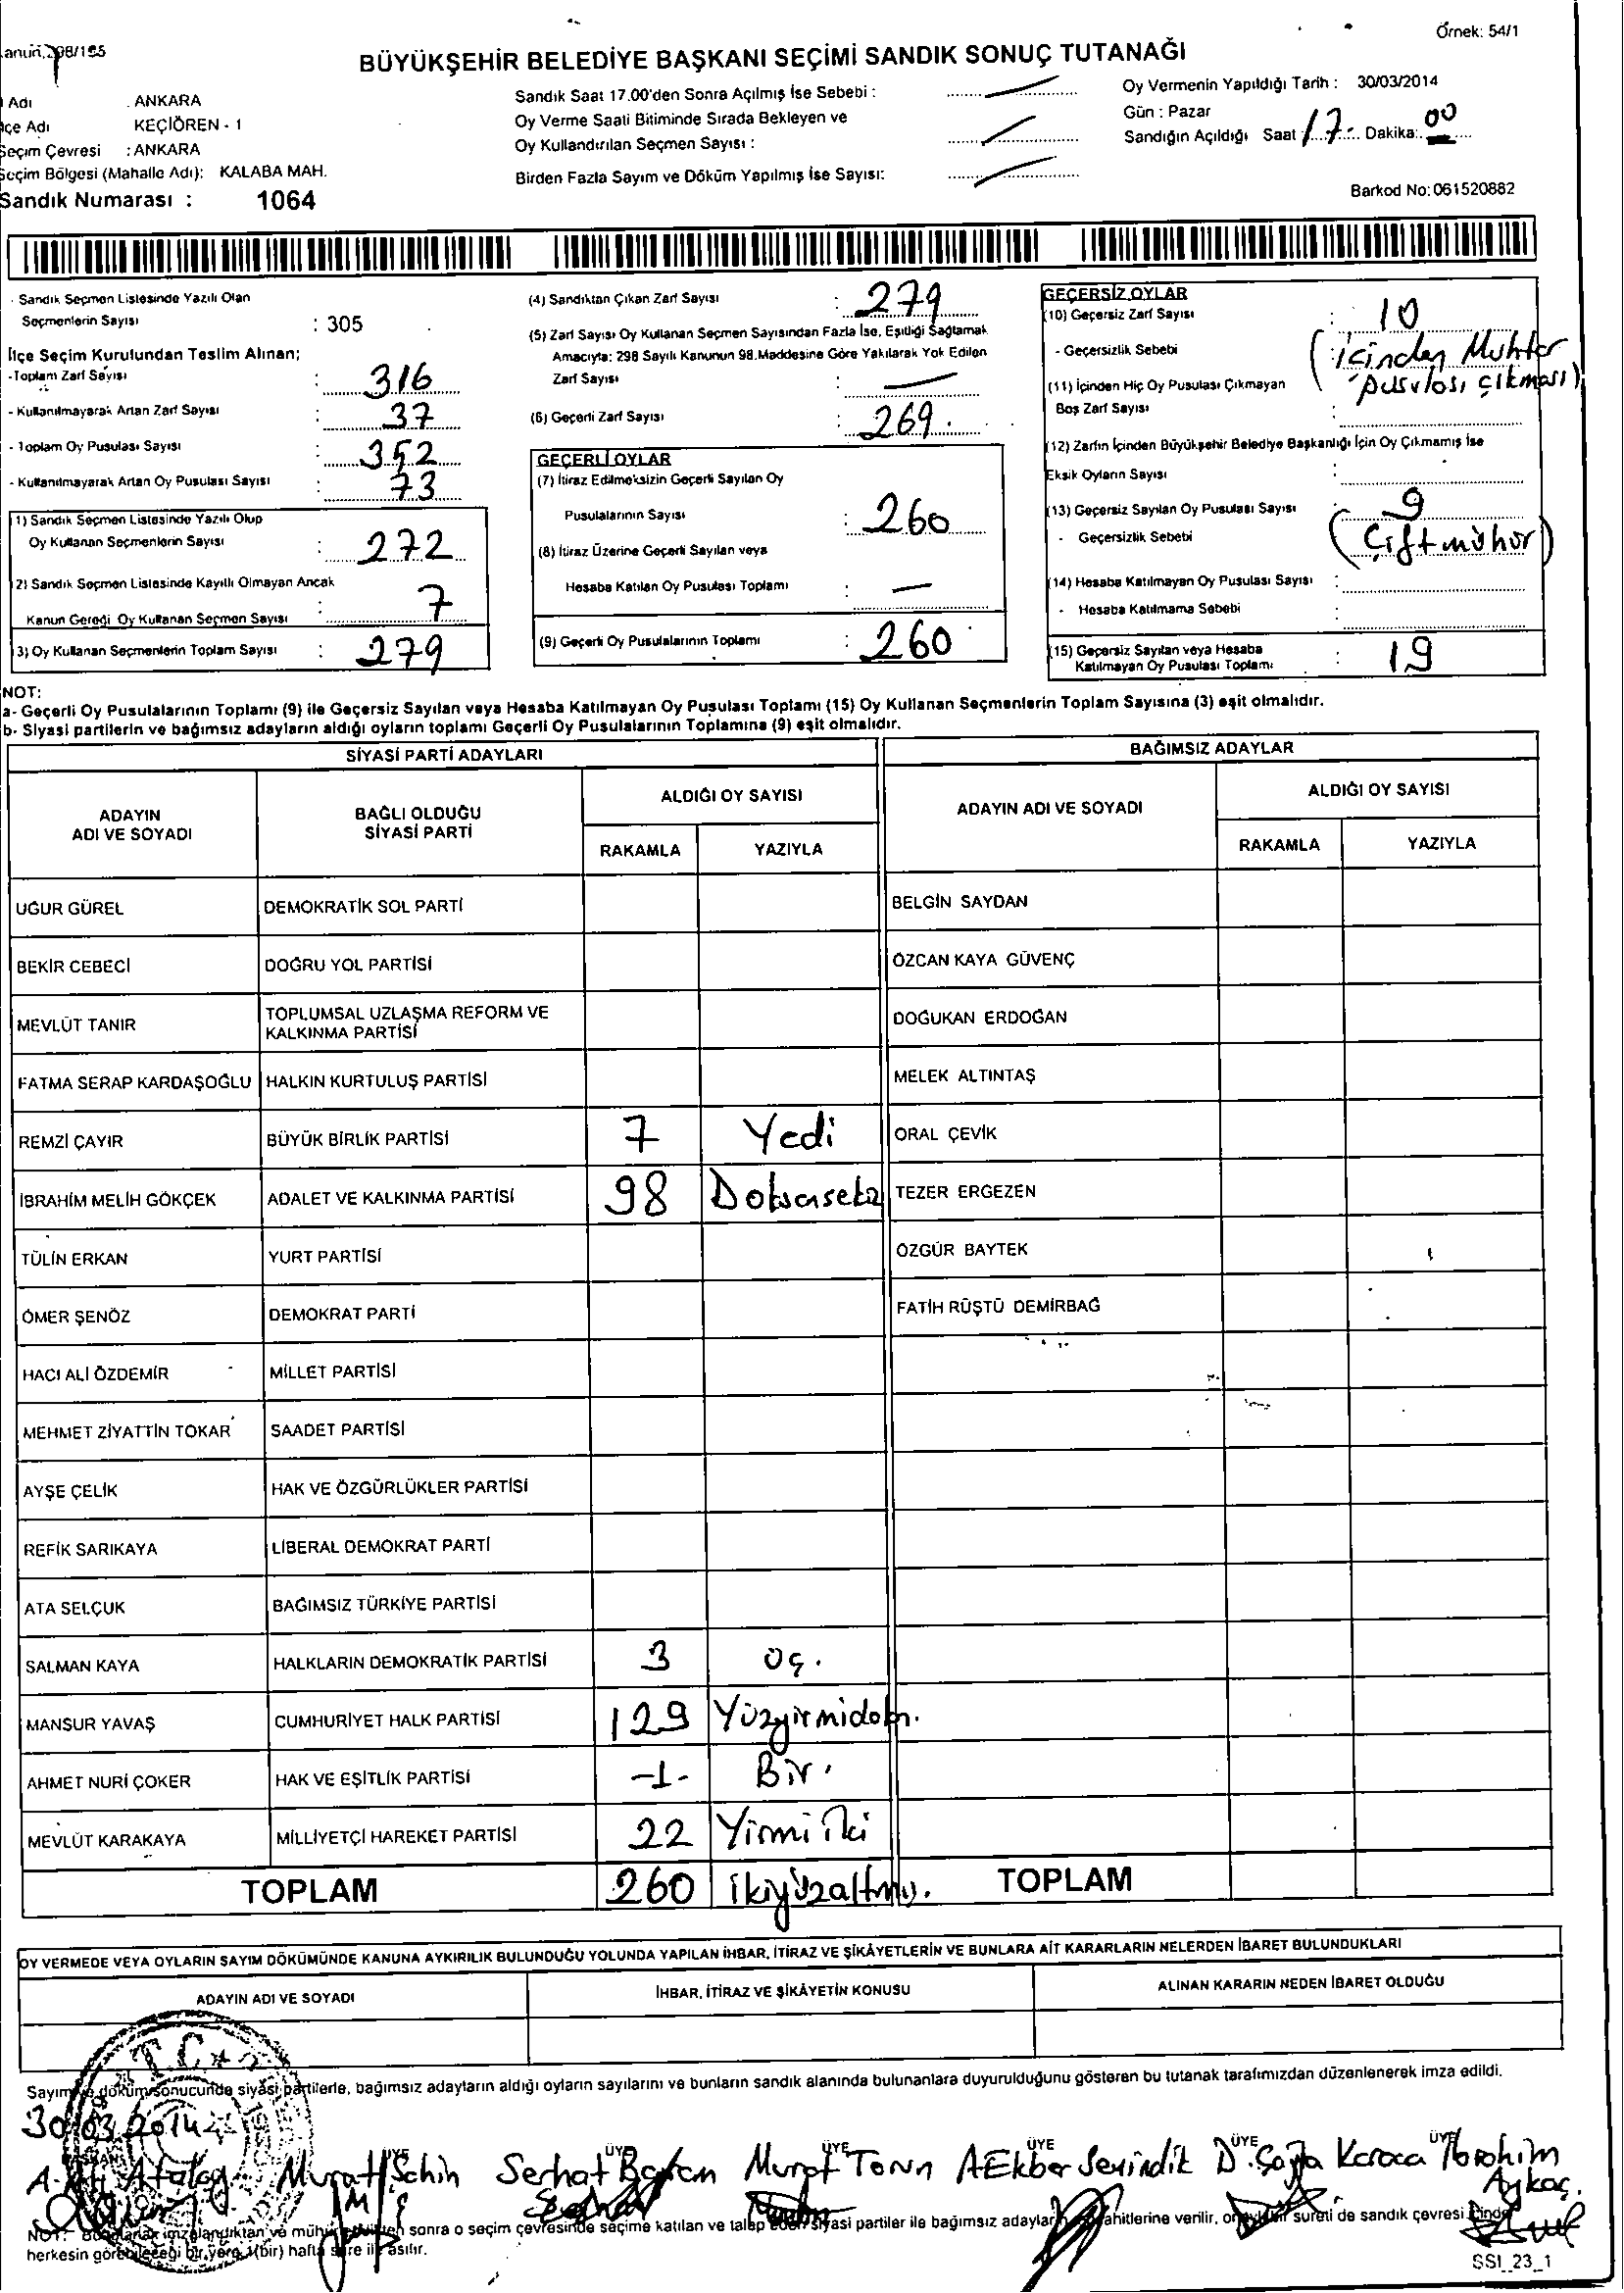 Örnek: 54/1
BÜYÜKŞEHİR BELEDİYE BAŞKANI SEÇİMİ SANDIK SONUÇ TUTANAĞI
Adı ANKARA
Adı KEÇİÖREN - 1
Seçim Çevresi : ANKARA
Seçim Bölgesi (Mahalle Adı): KALABA MAH.
Sandık Numarası : 1064
Sandık Saat 17.00'den Sonra Açılmış İse Sebebi :
Oy Verme Saati Bitiminde Sırada Bekleyen ve
Oy Kullandırılan Seçmen Sayısı :
Birden Fazla Sayım ve Döküm Yapılmış İse Sayısı:
Oy Vermenin Yapıldığı Tarih : 30/03/2014
Gün : Pazar
Sandığın Açıldığı Saat : 17 Dakika: 00
Barkod No: 061520882
- Sandık Seçmen Listesinde Yazılı Olan
Seçmenlerin Sayısı : 305
İlçe Seçim Kurulundan Teslim Alınan;
-Toplam Zarf Sayısı : 316
- Kullanılmayarak Artan Zarf Sayısı : 37
- Toplam Oy Pusulası Sayısı : 352
- Kullanılmayarak Artan Oy Pusulası Sayısı : 73
1) Sandık Seçmen Listesinde Yazılı Olup
Oy Kullanan Seçmenlerin Sayısı : 272
2) Sandık Seçmen Listesinde Kayıtlı Olmayan Ancak
Kanun Gereği Oy Kullanan Seçmen Sayısı : 7
3) Oy Kullanan Seçmenlerin Toplam Sayısı : 279
(4) Sandıktan Çıkan Zarf Sayısı : 279
(5) Zarf Sayısı Oy Kullanan Seçmen Sayısından Fazla İse, Eşitliği Sağlamak
Amacıyla: 298 Sayılı Kanunun 98.Maddesine Göre Yakılarak Yok Edilen
Zarf Sayısı : —
(6) Geçerli Zarf Sayısı : 269.
GEÇERLİ OYLAR
(7) İtiraz Edilmeksizin Geçerli Sayılan Oy
Pusulalarının Sayısı : 260
(8) İtiraz Üzerine Geçerli Sayılan veya
Hesaba Katılan Oy Pusulası Toplamı : —
(9) Geçerli Oy Pusulalarının Toplamı : 260
GEÇERSİZ OYLAR
(10) Geçersiz Zarf Sayısı : 10
- Geçersizlik Sebebi (içinden Muhtar
pusulası çıkması)
(11) İçinden Hiç Oy Pusulası Çıkmayan
Boş Zarf Sayısı :
(12) Zarfın İçinden Büyükşehir Belediye Başkanlığı İçin Oy Çıkmamış İse
Eksik Oyların Sayısı :
(13) Geçersiz Sayılan Oy Pusulası Sayısı : 9
- Geçersizlik Sebebi (Çift mühür)
(14) Hesaba Katılmayan Oy Pusulası Sayısı :
- Hesaba Katılmama Sebebi :
(15) Geçersiz Sayılan veya Hesaba
Katılmayan Oy Pusulası Toplamı : 19
NOT:
a- Geçerli Oy Pusulalarının Toplamı (9) ile Geçersiz Sayılan veya Hesaba Katılmayan Oy Pusulası Toplamı (15) Oy Kullanan Seçmenlerin Toplam Sayısına (3) eşit olmalıdır.
b- Siyasi partilerin ve bağımsız adayların aldığı oyların toplamı Geçerli Oy Pusulalarının Toplamına (9) eşit olmalıdır.
SİYASİ PARTİ ADAYLARI
BAĞIMSIZ ADAYLAR
ADAYIN ADI VE SOYADI
BAĞLI OLDUĞU SİYASİ PARTİ
ALDIĞI OY SAYISI
RAKAMLA YAZIYLA
ADAYIN ADI VE SOYADI
ALDIĞI OY SAYISI
RAKAMLA YAZIYLA
UĞUR GÜREL DEMOKRATİK SOL PARTİ BELGİN SAYDAN
BEKİR CEBECİ DOĞRU YOL PARTİSİ ÖZCAN KAYA GÜVENÇ
MEVLÜT TANIR TOPLUMSAL UZLAŞMA REFORM VE KALKINMA PARTİSİ DOĞUKAN ERDOĞAN
FATMA SERAP KARDAŞOĞLU HALKIN KURTULUŞ PARTİSİ MELEK ALTINTAŞ
REMZİ ÇAYIR BÜYÜK BİRLİK PARTİSİ 7 Yedi ORAL ÇEVİK
İBRAHİM MELİH GÖKÇEK ADALET VE KALKINMA PARTİSİ 98 TEZER ERGEZEN
TÜLİN ERKAN YURT PARTİSİ ÖZGÜR BAYTEK
ÖMER ŞENÖZ DEMOKRAT PARTİ FATİH RÜŞTÜ DEMİRBAĞ
HACI ALİ ÖZDEMİR MİLLET PARTİSİ
MEHMET ZİYATTİN TOKAR SAADET PARTİSİ
AYŞE ÇELİK HAK VE ÖZGÜRLÜKLER PARTİSİ
REFİK SARIKAYA LİBERAL DEMOKRAT PARTİ
ATA SELÇUK BAĞIMSIZ TÜRKİYE PARTİSİ
SALMAN KAYA HALKLARIN DEMOKRATİK PARTİSİ 3 üç.
MANSUR YAVAŞ CUMHURİYET HALK PARTİSİ 129
AHMET NURİ ÇOKER HAK VE EŞİTLİK PARTİSİ -1- Bir.
MEVLÜT KARAKAYA MİLLİYETÇİ HAREKET PARTİSİ 22 Yirmi iki
TOPLAM 260 ikiyüzaltmış. TOPLAM
OY VERMEDE VEYA OYLARIN SAYIM DÖKÜMÜNDE KANUNA AYKIRILIK BULUNDUĞU YOLUNDA YAPILAN İHBAR, İTİRAZ VE ŞİKÂYETLERİN VE BUNLARA AİT KARARLARIN NELERDEN İBARET BULUNDUKLARI
ADAYIN ADI VE SOYADI İHBAR, İTİRAZ VE ŞİKÂYETİN KONUSU ALINAN KARARIN NEDEN İBARET OLDUĞU
T.C.
Sayım ve döküm sonucunda siyasi partilerle, bağımsız adayların aldığı oyların sayılarını ve bunların sandık alanında bulunanlara duyurulduğunu gösteren bu tutanak tarafımızdan düzenlenerek imza edildi.
30.03.2014
ÜYE ÜYE ÜYE ÜYE ÜYE ÜYE
Murat Şahin Serhat Murat Torun A Ekber Sevindik Karaca İbrahim
Aykaç.
NOT: sonra o seçim çevresinde seçime katılan ve talep eden siyasi partiler ile bağımsız adayların verilir, sureti de sandık çevresi içinde
herkesin görebileceği bir yere 1(bir) hafta süre ile asılır.
SSI_23_1